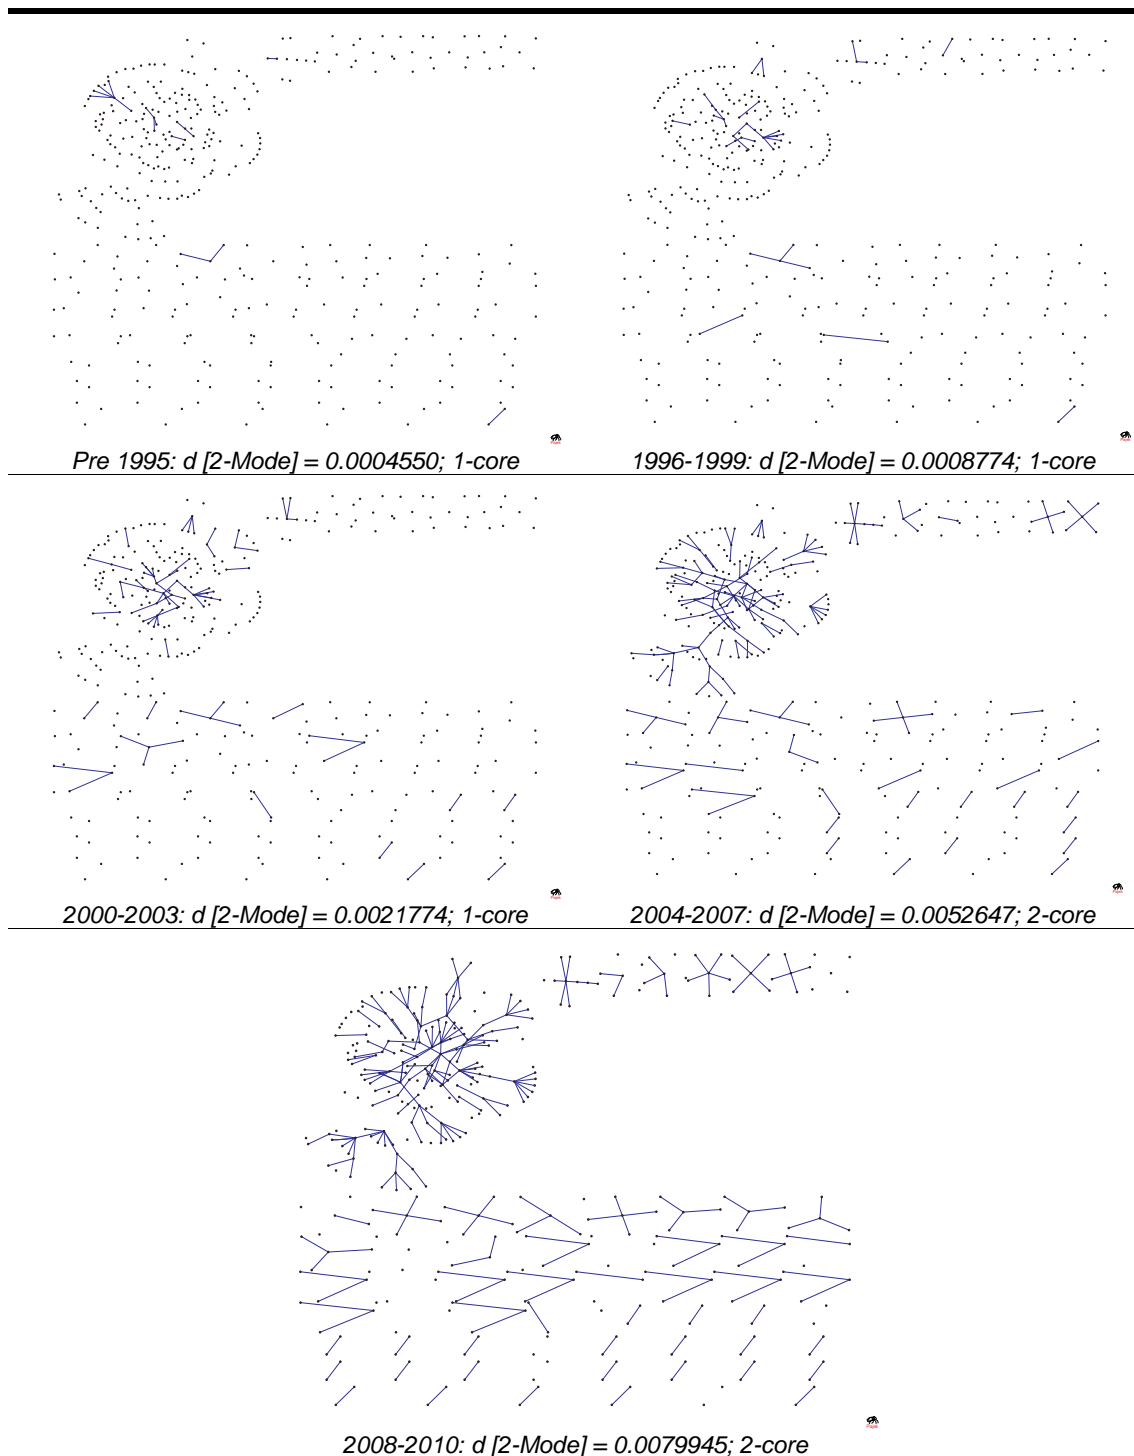 Pre 1995: d [2-Mode] = 0.0004550; 1-core
1996-1999: d [2-Mode] = 0.0008774; 1-core
2000-2003: d [2-Mode] = 0.0021774; 1-core
2004-2007: d [2-Mode] = 0.0052647; 2-core
2008-2010: d [2-Mode] = 0.0079945; 2-core